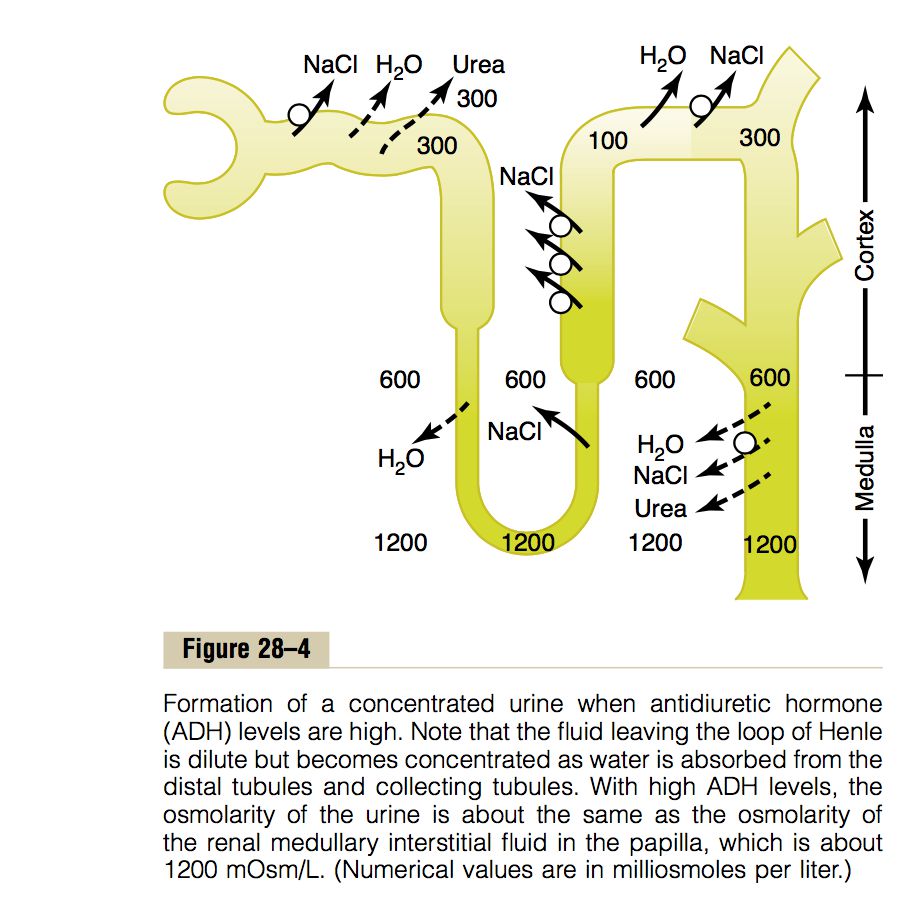 NaCl H₂O Urea
300
300
H₂O NaCl
100
300
NaCl
Cortex
600 600 600 600
H₂O
NaCl
H₂O
NaCl
Urea
Medulla
1200 1200 1200 1200
Figure 28–4
Formation of a concentrated urine when antidiuretic hormone
(ADH) levels are high. Note that the fluid leaving the loop of Henle
is dilute but becomes concentrated as water is absorbed from the
distal tubules and collecting tubules. With high ADH levels, the
osmolarity of the urine is about the same as the osmolarity of
the renal medullary interstitial fluid in the papilla, which is about
1200 mOsm/L. (Numerical values are in milliosmoles per liter.)